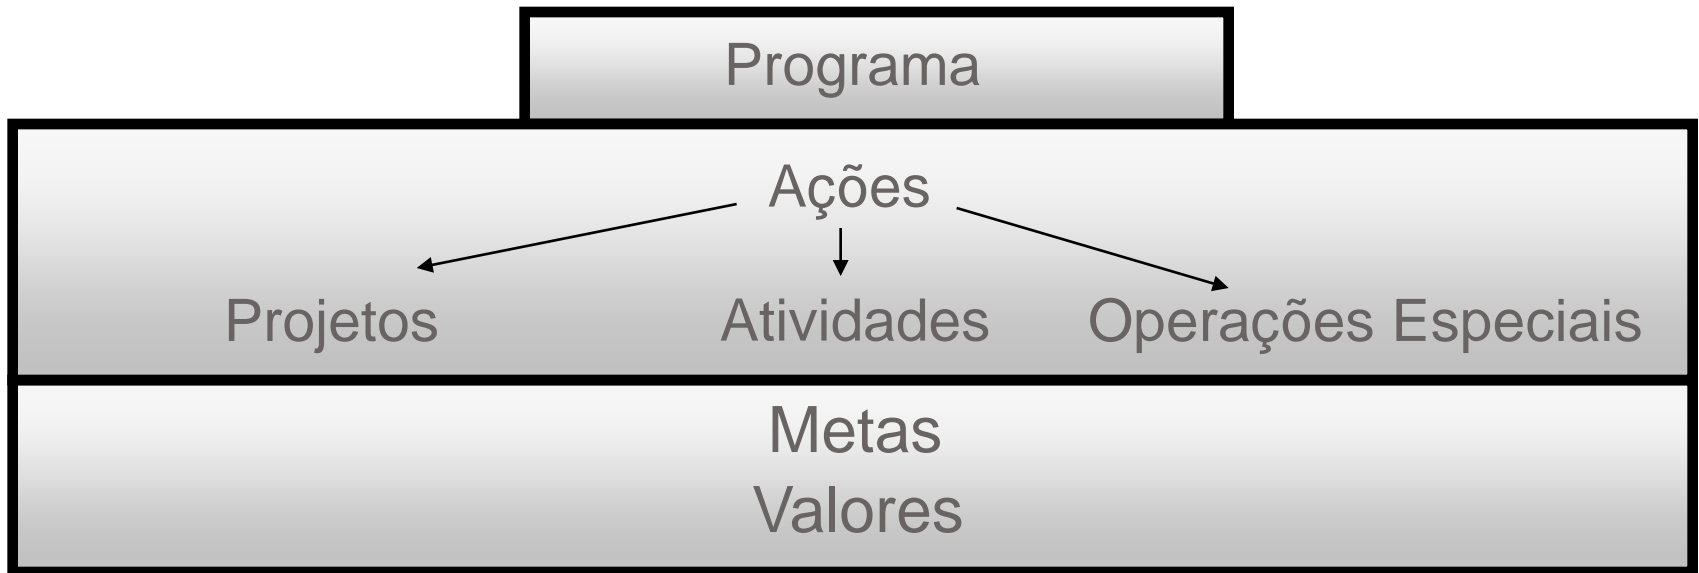 Programa
Ações
Projetos Atividades Operações Especiais
Metas
Valores